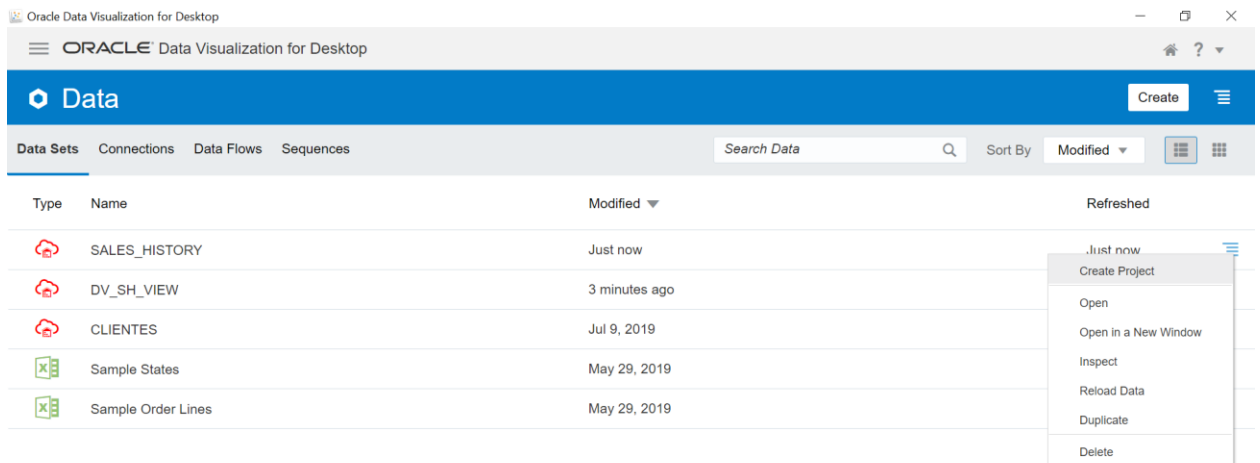 Oracle Data Visualization for Desktop
ORACLE Data Visualization for Desktop
?
Data
Create
Data Sets Connections Data Flows Sequences
Search Data
Sort By Modified
Type Name Modified Refreshed
SALES_HISTORY Just now Just now
DV_SH_VIEW 3 minutes ago
CLIENTES Jul 9, 2019
Sample States May 29, 2019
Sample Order Lines May 29, 2019
Create Project
Open
Open in a New Window
Inspect
Reload Data
Duplicate
Delete